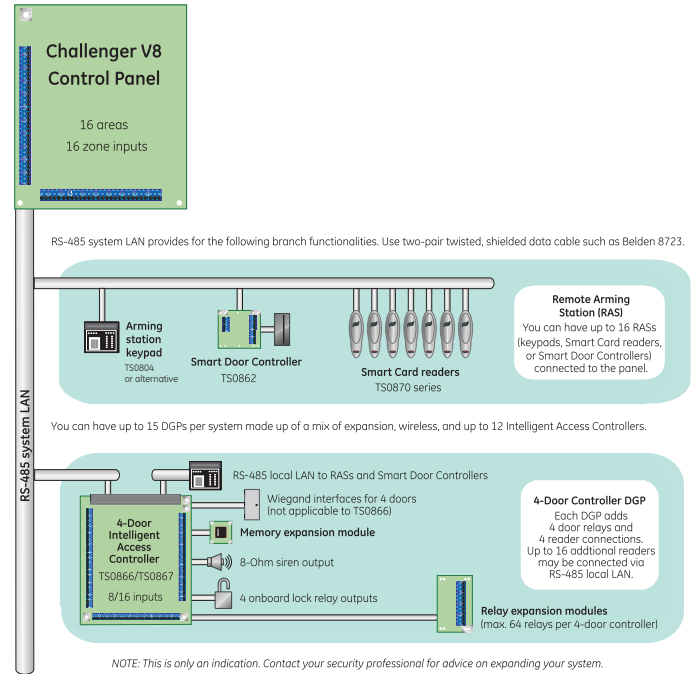 Challenger V8
Control Panel
16 areas
16 zone inputs
RS-485 system LAN provides for the following branch functionalities. Use two-pair twisted, shielded data cable such as Belden 8723.
Arming
station
keypad
TS0804
or alternative
Smart Door Controller
TS0862
Smart Card readers
TS0870 series
Remote Arming
Station (RAS)
You can have up to 16 RASs
(keypads, Smart Card readers,
or Smart Door Controllers)
connected to the panel.
RS-485 system LAN
You can have up to 15 DGPs per system made up of a mix of expansion, wireless, and up to 12 Intelligent Access Controllers.
RS-485 local LAN to RASs and Smart Door Controllers
4-Door
Intelligent
Access
Controller
TS0866/TS0867
8/16 inputs
Wiegand interfaces for 4 doors
(not applicable to TS0866)
Memory expansion module
8-Ohm siren output
4 onboard lock relay outputs
Relay expansion modules
(max. 64 relays per 4-door controller)
4-Door Controller DGP
Each DGP adds
4 door relays and
4 reader connections.
Up to 16 addtional readers
may be connected via
RS-485 local LAN.
NOTE: This is only an indication. Contact your security professional for advice on expanding your system.